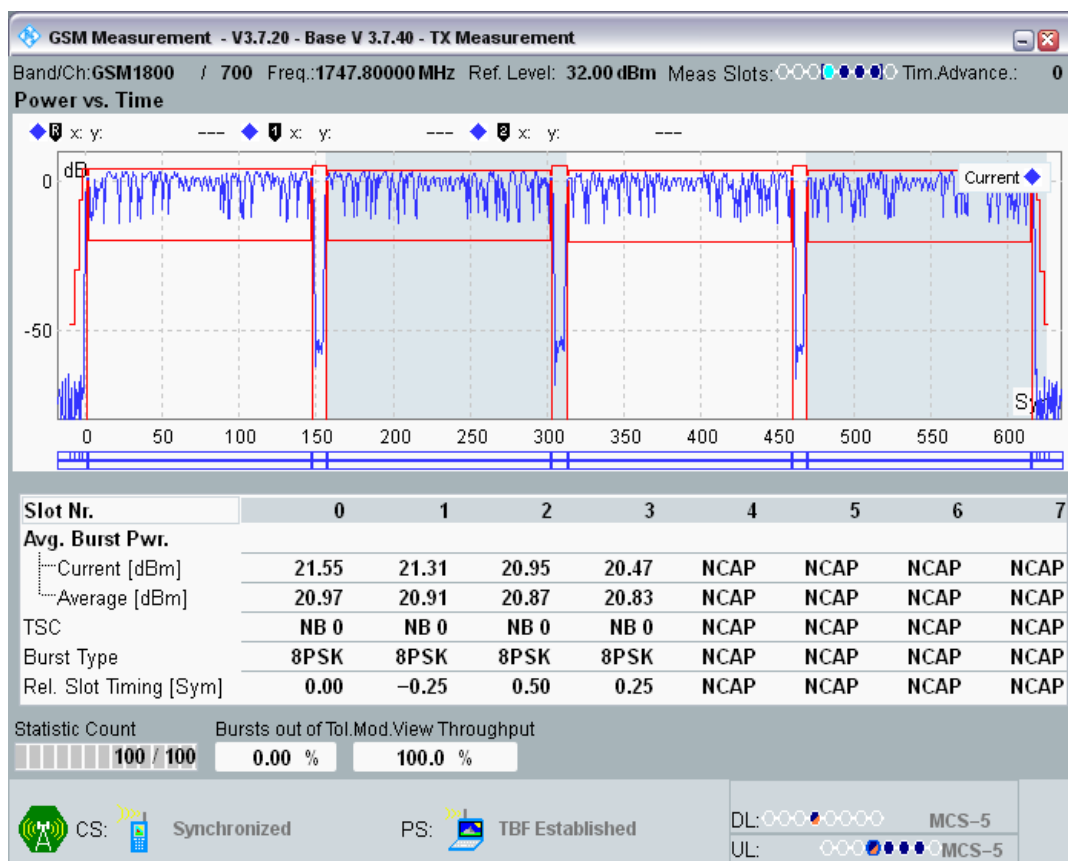 GSM Measurement - V3.7.20 - Base V 3.7.40 - TX Measurement
Band/Ch:GSM1800 / 700 Freq.:1747.80000 MHz Ref. Level: 32.00 dBm Meas Slots: Tim.Advance.: 0
Power vs. Time
R x: y: --- 1 x: y: --- 2 x: y: ---
dB
Current
0
-50
0 50 100 150 200 250 300 350 400 450 500 550 600
Slot Nr. 0 1 2 3 4 5 6 7
Avg. Burst Pwr.
Current [dBm] 21.55 21.31 20.95 20.47 NCAP NCAP NCAP NCAP
Average [dBm] 20.97 20.91 20.87 20.83 NCAP NCAP NCAP NCAP
TSC NB 0 NB 0 NB 0 NB 0 NCAP NCAP NCAP NCAP
Burst Type 8PSK 8PSK 8PSK 8PSK NCAP NCAP NCAP NCAP
Rel. Slot Timing [Sym] 0.00 −0.25 0.50 0.25 NCAP NCAP NCAP NCAP
Statistic Count Bursts out of Tol.Mod.View Throughput
100 / 100 0.00 % 100.0 %
CS: Synchronized PS: TBF Established DL: MCS−5
UL: MCS−5